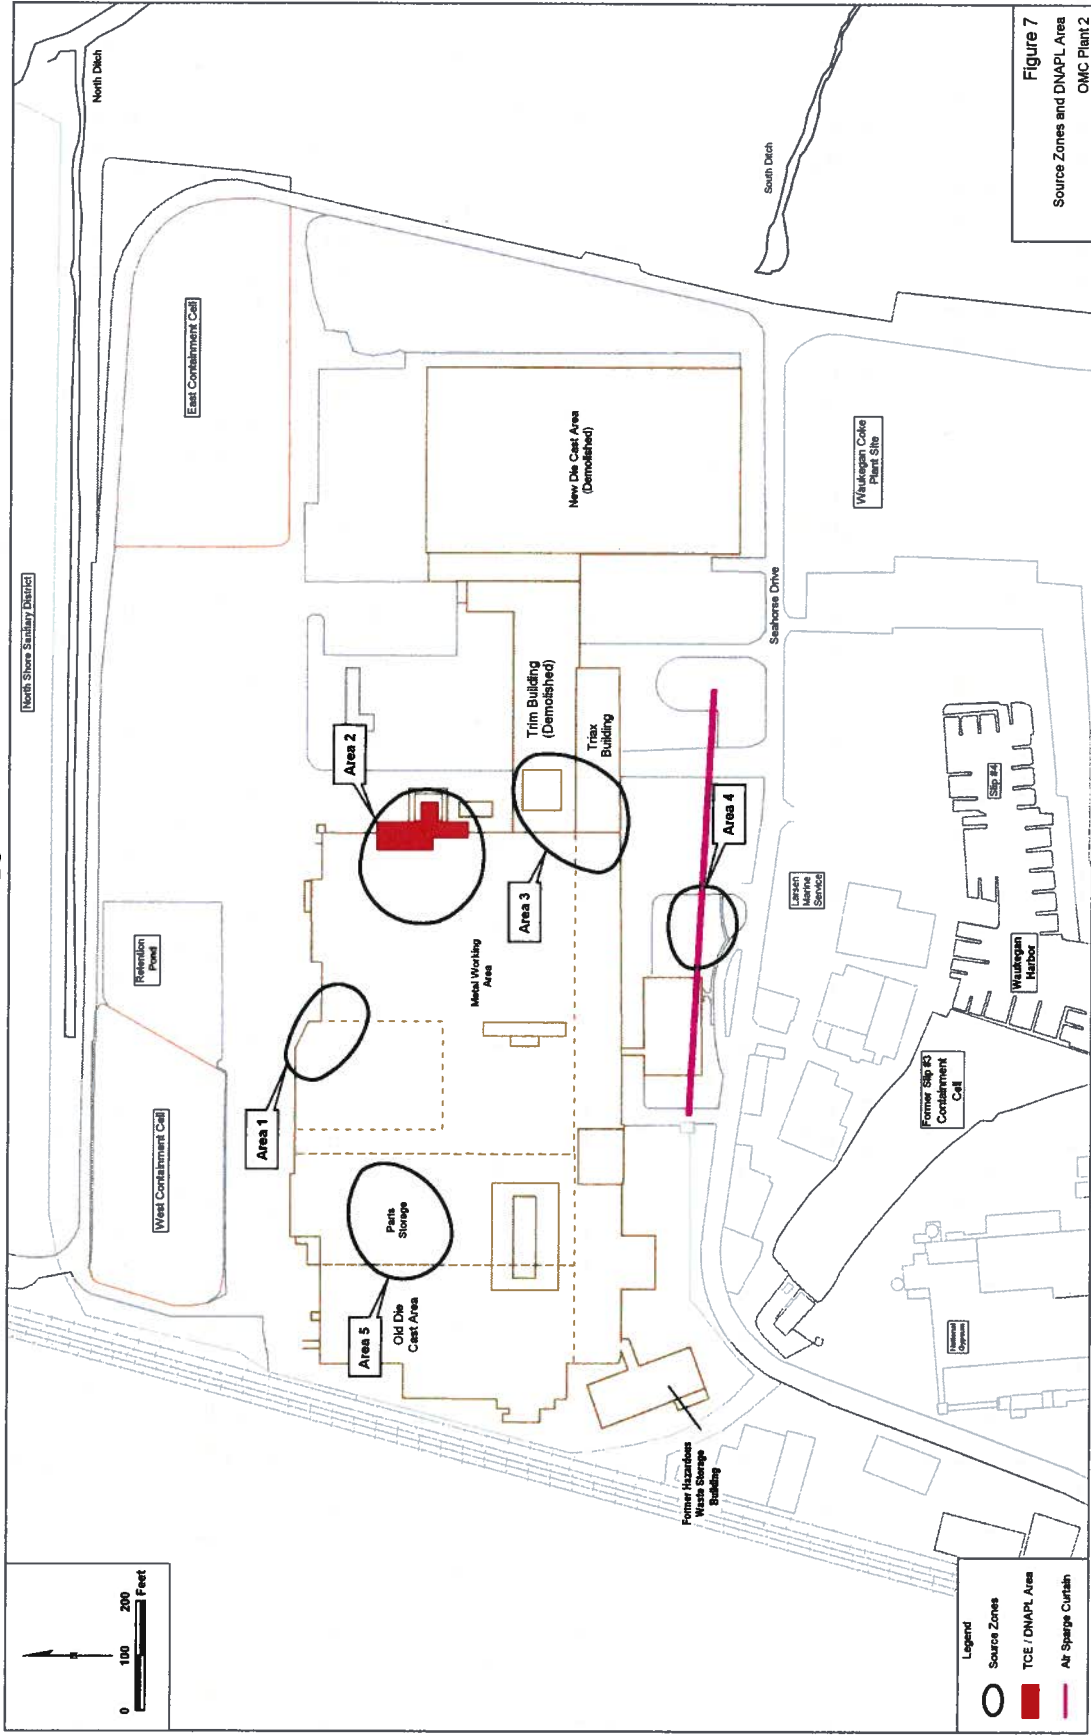 Figure 7
Source Zones and DNAPL Area
OMC Plant 2
North Ditch
North Shore Sanitary District
East Containment Cell
South Ditch
Retention
Pond
West Containment Cell
New Die Cast Area
(Demolished)
Waukegan Coke
Plant Site
Area 2
Trim Building
(Demolished)
Triax
Building
Seahorse Drive
Area 1
Metal Working
Area
Area 3
Area 4
Slip #4
Larsen
Marine
Service
Waukegan
Harbor
Parts
Storage
Area 5
Old Die
Cast Area
Former Slip #3
Containment
Cell
National
Gypsum
Former Hazardous
Waste Storage
Building
N
0 100 200
Feet
Legend
Source Zones
TCE / DNAPL Area
Air Sparge Curtain